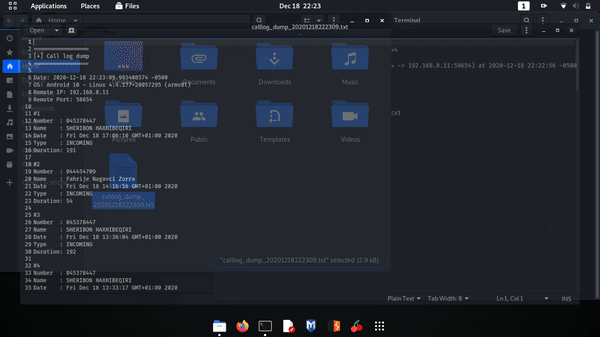 Applications
Places
Files
Dec 18 22:23
1
Home
Terminal
calllog_dump_20201218222309.txt
Open
Save
1
2 =================
3 [+] Call log dump
4
5
6 Date: 2020-12-18 22:23:09.993408574 -0500
7 OS: Android 10 - Linux 4.4.177-20057295 (armv8l)
8 Remote IP: 192.168.0.11
9 Remote Port: 58654
10
11 #1
12 Number : 045378447
13 Name : SHERIBON HAXHIBEQIRI
14 Date : Fri Dec 18 17:06:10 GMT+01:00 2020
15 Type : INCOMING
16 Duration: 191
17
18 #2
19 Number : 044454709
20 Name : Fahrije Nagavci Zorra
21 Date : Fri Dec 18 14:16:56 GMT+01:00 2020
22 Type : INCOMING
23 Duration: 54
24
25 #3
26 Number : 045378447
27 Name : SHERIBON HAXHIBEQIRI
28 Date : Fri Dec 18 13:36:04 GMT+01:00 2020
29 Type : INCOMING
30 Duration: 192
31
32 #4
33 Number : 045378447
34 Name : SHERIBON HAXHIBEQIRI
35 Date : Fri Dec 18 13:33:17 GMT+01:00 2020
Documents
Downloads
Music
Pictures
Public
Templates
Videos
calllog_dump_
20201218222309.txt
-> 192.168.0.11:58654) at 2020-12-18 22:22:56 -0500
txt
"calllog_dump_20201218222309.txt" selected (2.9 kB)
Plain Text
Tab Width: 8
Ln 1, Col 1
INS